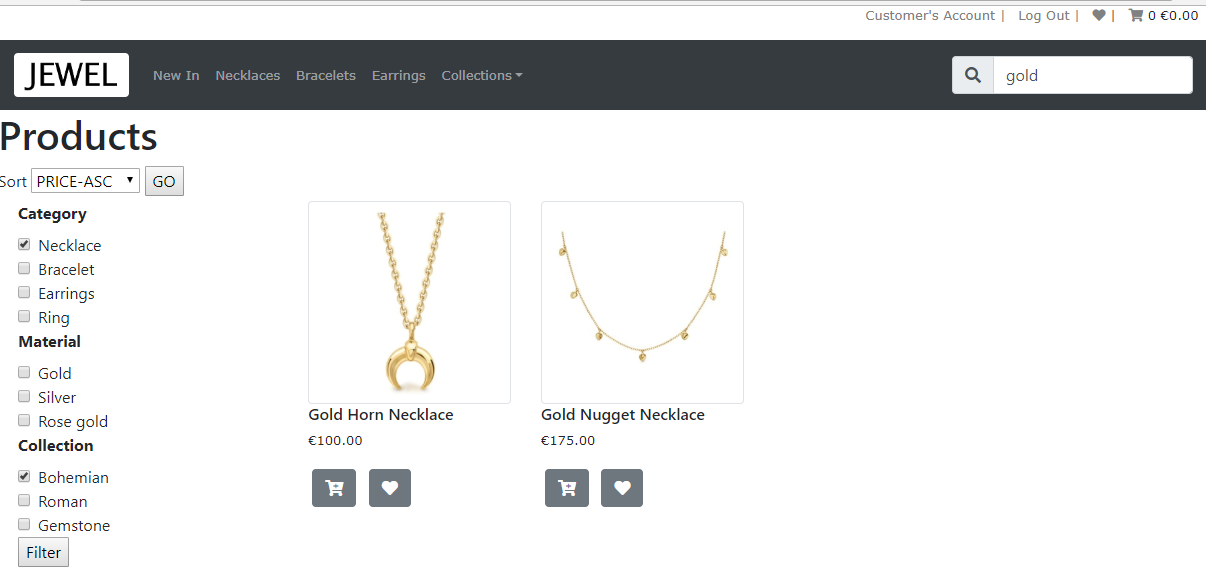 Customer's Account | Log Out | | 0 €0.00
JEWEL New In Necklaces Bracelets Earrings Collections gold
Products
Sort PRICE-ASC GO
Category
Necklace
Bracelet
Earrings
Ring
Material
Gold
Silver
Rose gold
Collection
Bohemian
Roman
Gemstone
Filter
Gold Horn Necklace
€100.00
Gold Nugget Necklace
€175.00